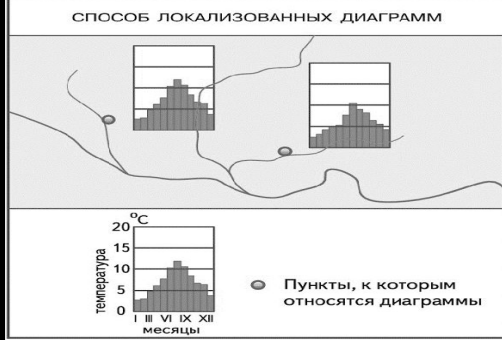 СПОСОБ ЛОКАЛИЗОВАННЫХ ДИАГРАММ
°C
20
15
10
5
0
температура
I III VI IX XII
месяцы
Пункты, к которым
относятся диаграммы